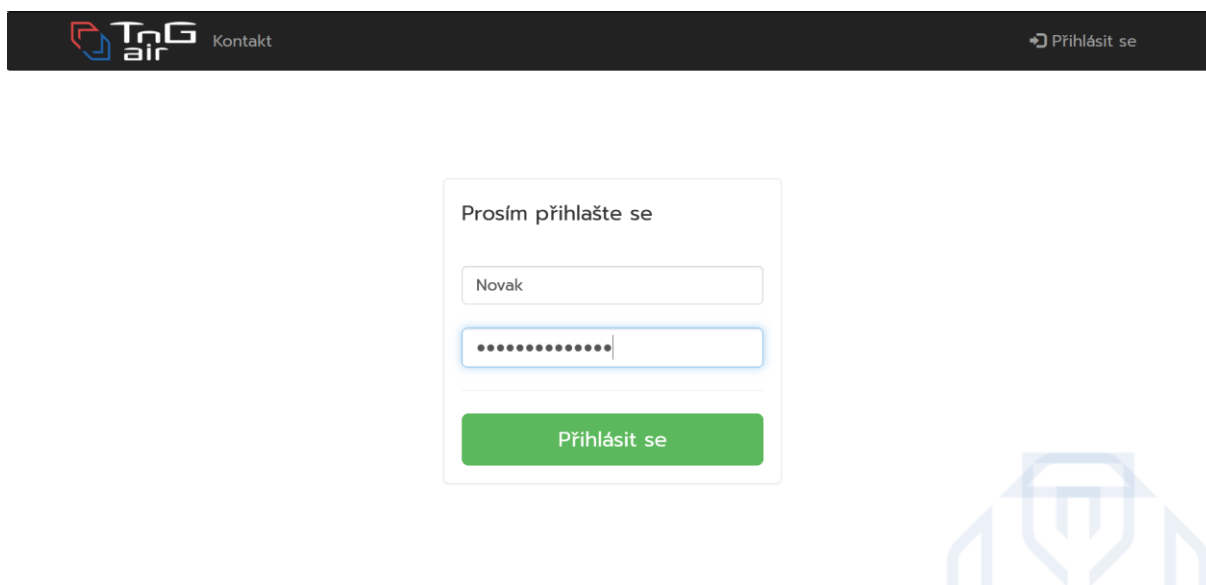 TnG
air
Kontakt
Přihlásit se
Prosím přihlašte se
Novak
••••••••••••••
Přihlásit se